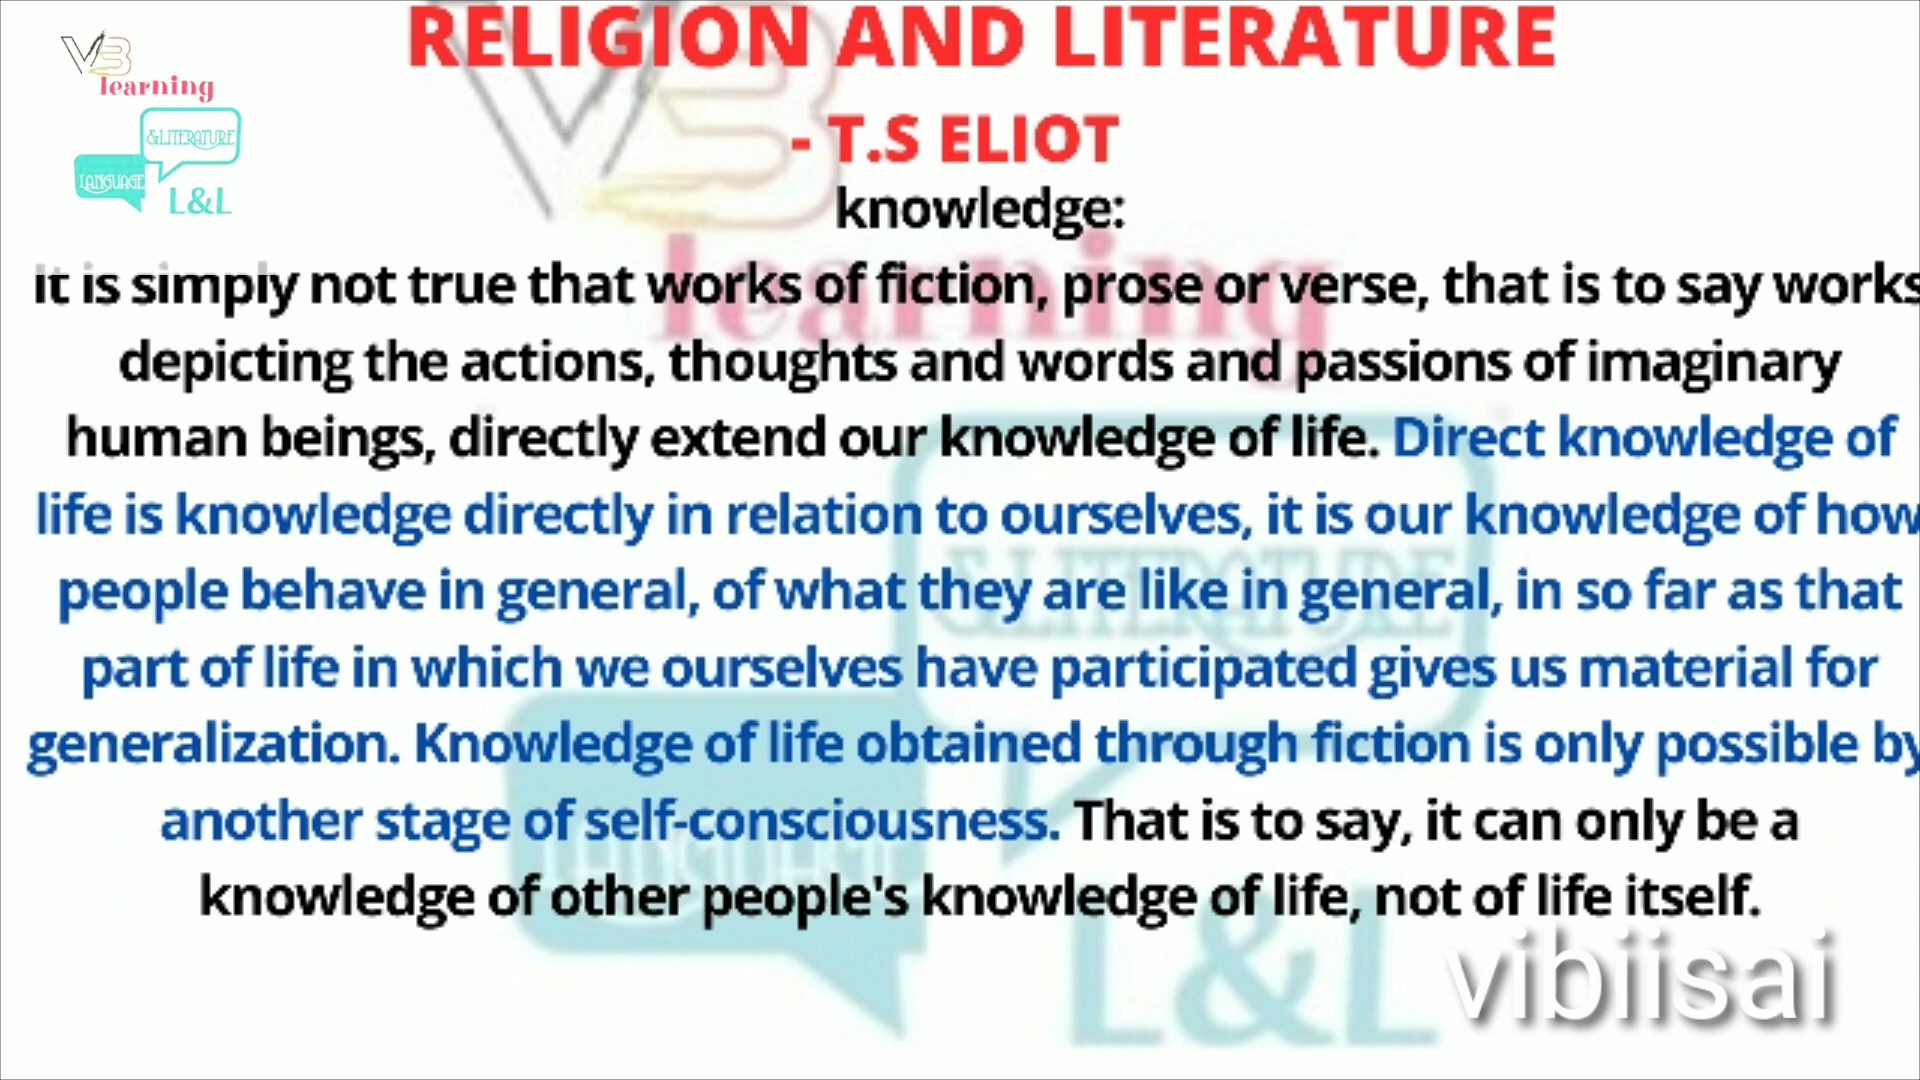 RELIGION AND LITERATURE
- T.S ELIOT
knowledge:
It is simply not true that works of fiction, prose or verse, that is to say works
depicting the actions, thoughts and words and passions of imaginary
human beings, directly extend our knowledge of life. Direct knowledge of
life is knowledge directly in relation to ourselves, it is our knowledge of how
people behave in general, of what they are like in general, in so far as that
part of life in which we ourselves have participated gives us material for
generalization. Knowledge of life obtained through fiction is only possible by
another stage of self-consciousness. That is to say, it can only be a
knowledge of other people's knowledge of life, not of life itself.
VB
learning
&LITERATURE
LANGUAGE
L&L
VB
learning
&LITERATURE
LANGUAGE
L&L
vibiisai